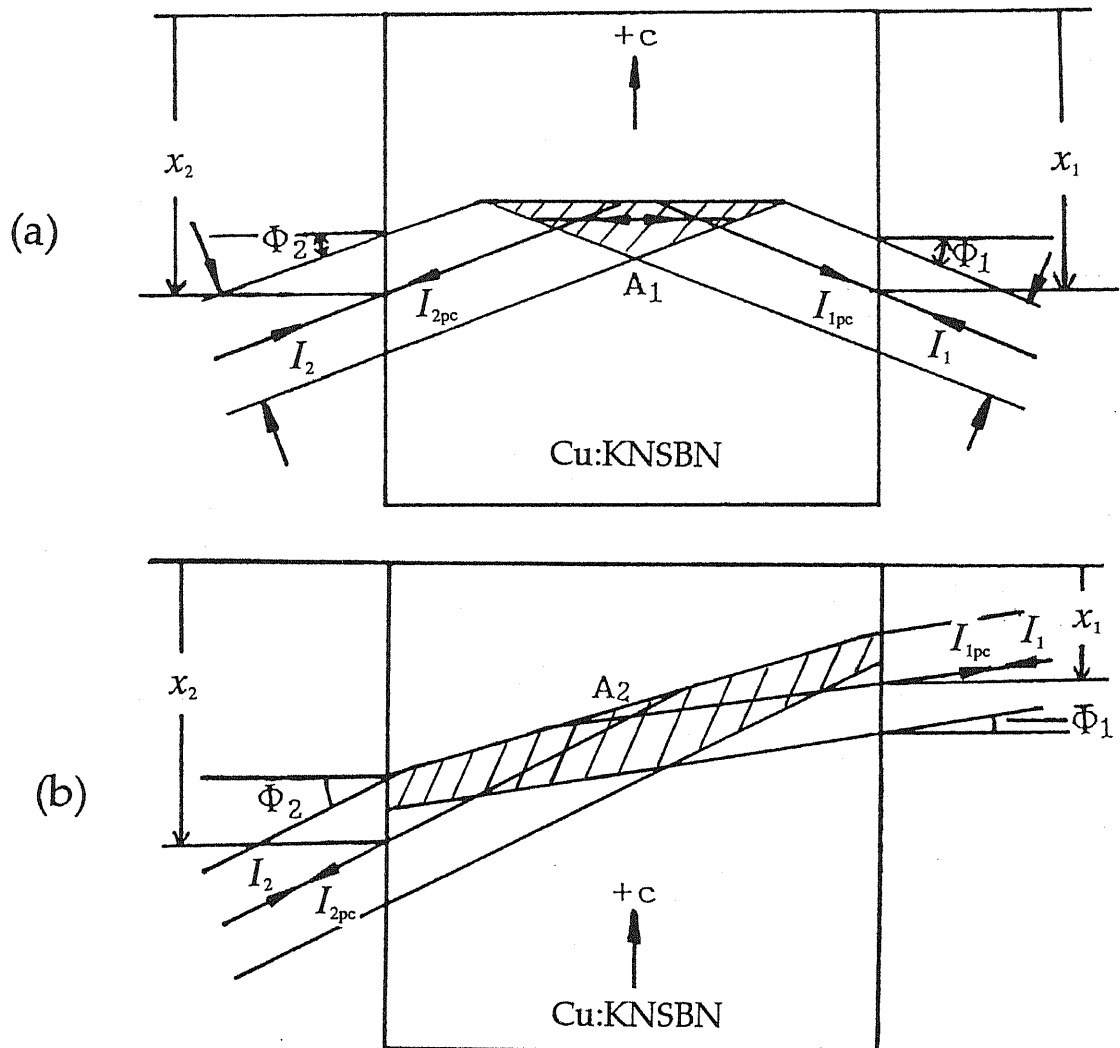 (a)
+c
x₂
x₁
Φ₂
Φ₁
A₁
I₂pc
I₁pc
I₂
I₁
Cu:KNSBN
(b)
x₂
x₁
I₁pc
I₁
A₂
Φ₁
Φ₂
I₂
I₂pc
+c
Cu:KNSBN